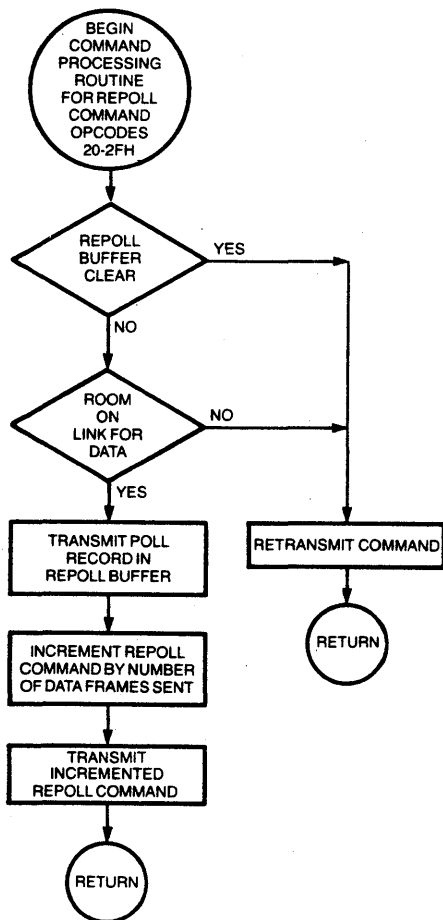 BEGIN
COMMAND
PROCESSING
ROUTINE
FOR REPOLL
COMMAND
OPCODES
20-2FH
REPOLL
BUFFER
CLEAR
YES
NO
ROOM
ON
LINK FOR
DATA
NO
YES
TRANSMIT POLL
RECORD IN
REPOLL BUFFER
RETRANSMIT COMMAND
RETURN
INCREMENT REPOLL
COMMAND BY NUMBER
OF DATA FRAMES SENT
TRANSMIT
INCREMENTED
REPOLL COMMAND
RETURN